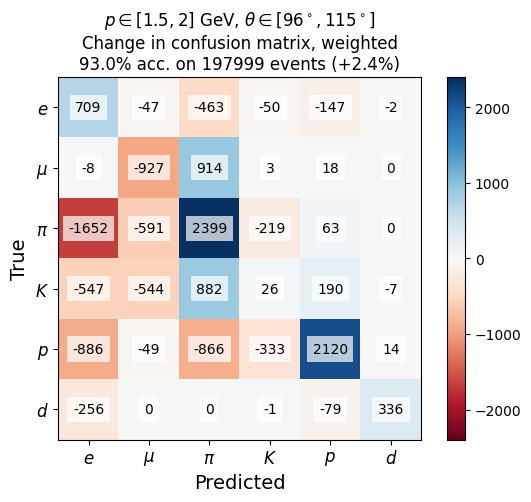 p ∈ [1.5, 2] GeV, θ ∈ [96°, 115°]
Change in confusion matrix, weighted
93.0% acc. on 197999 events (+2.4%)
True
e 709 -47 -463 -50 -147 -2
μ -8 -927 914 3 18 0
π -1652 -591 2399 -219 63 0
K -547 -544 882 26 190 -7
p -886 -49 -866 -333 2120 14
d -256 0 0 -1 -79 336
e μ π K p d
Predicted
2000
1000
0
−1000
−2000